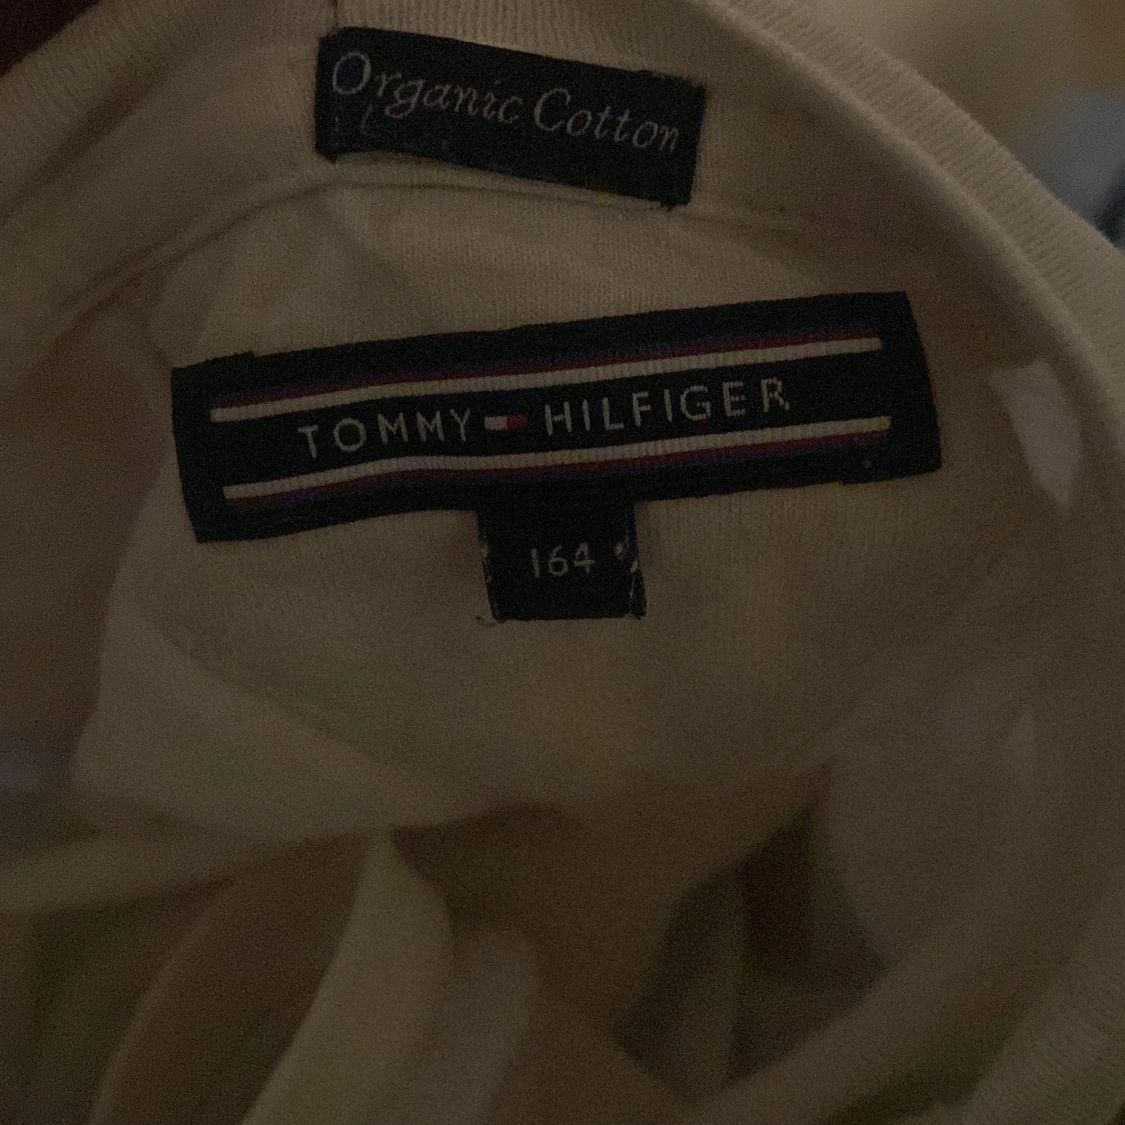 Organic Cotton
TOMMY HILFIGER
164